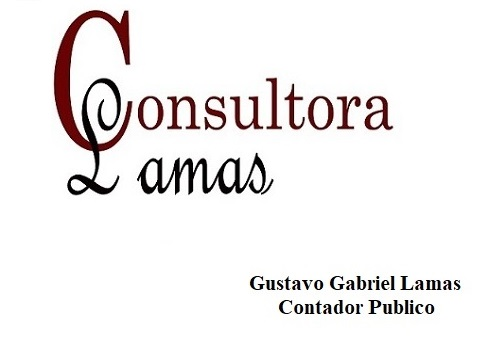 Consultora
Lamas
Gustavo Gabriel Lamas
Contador Publico